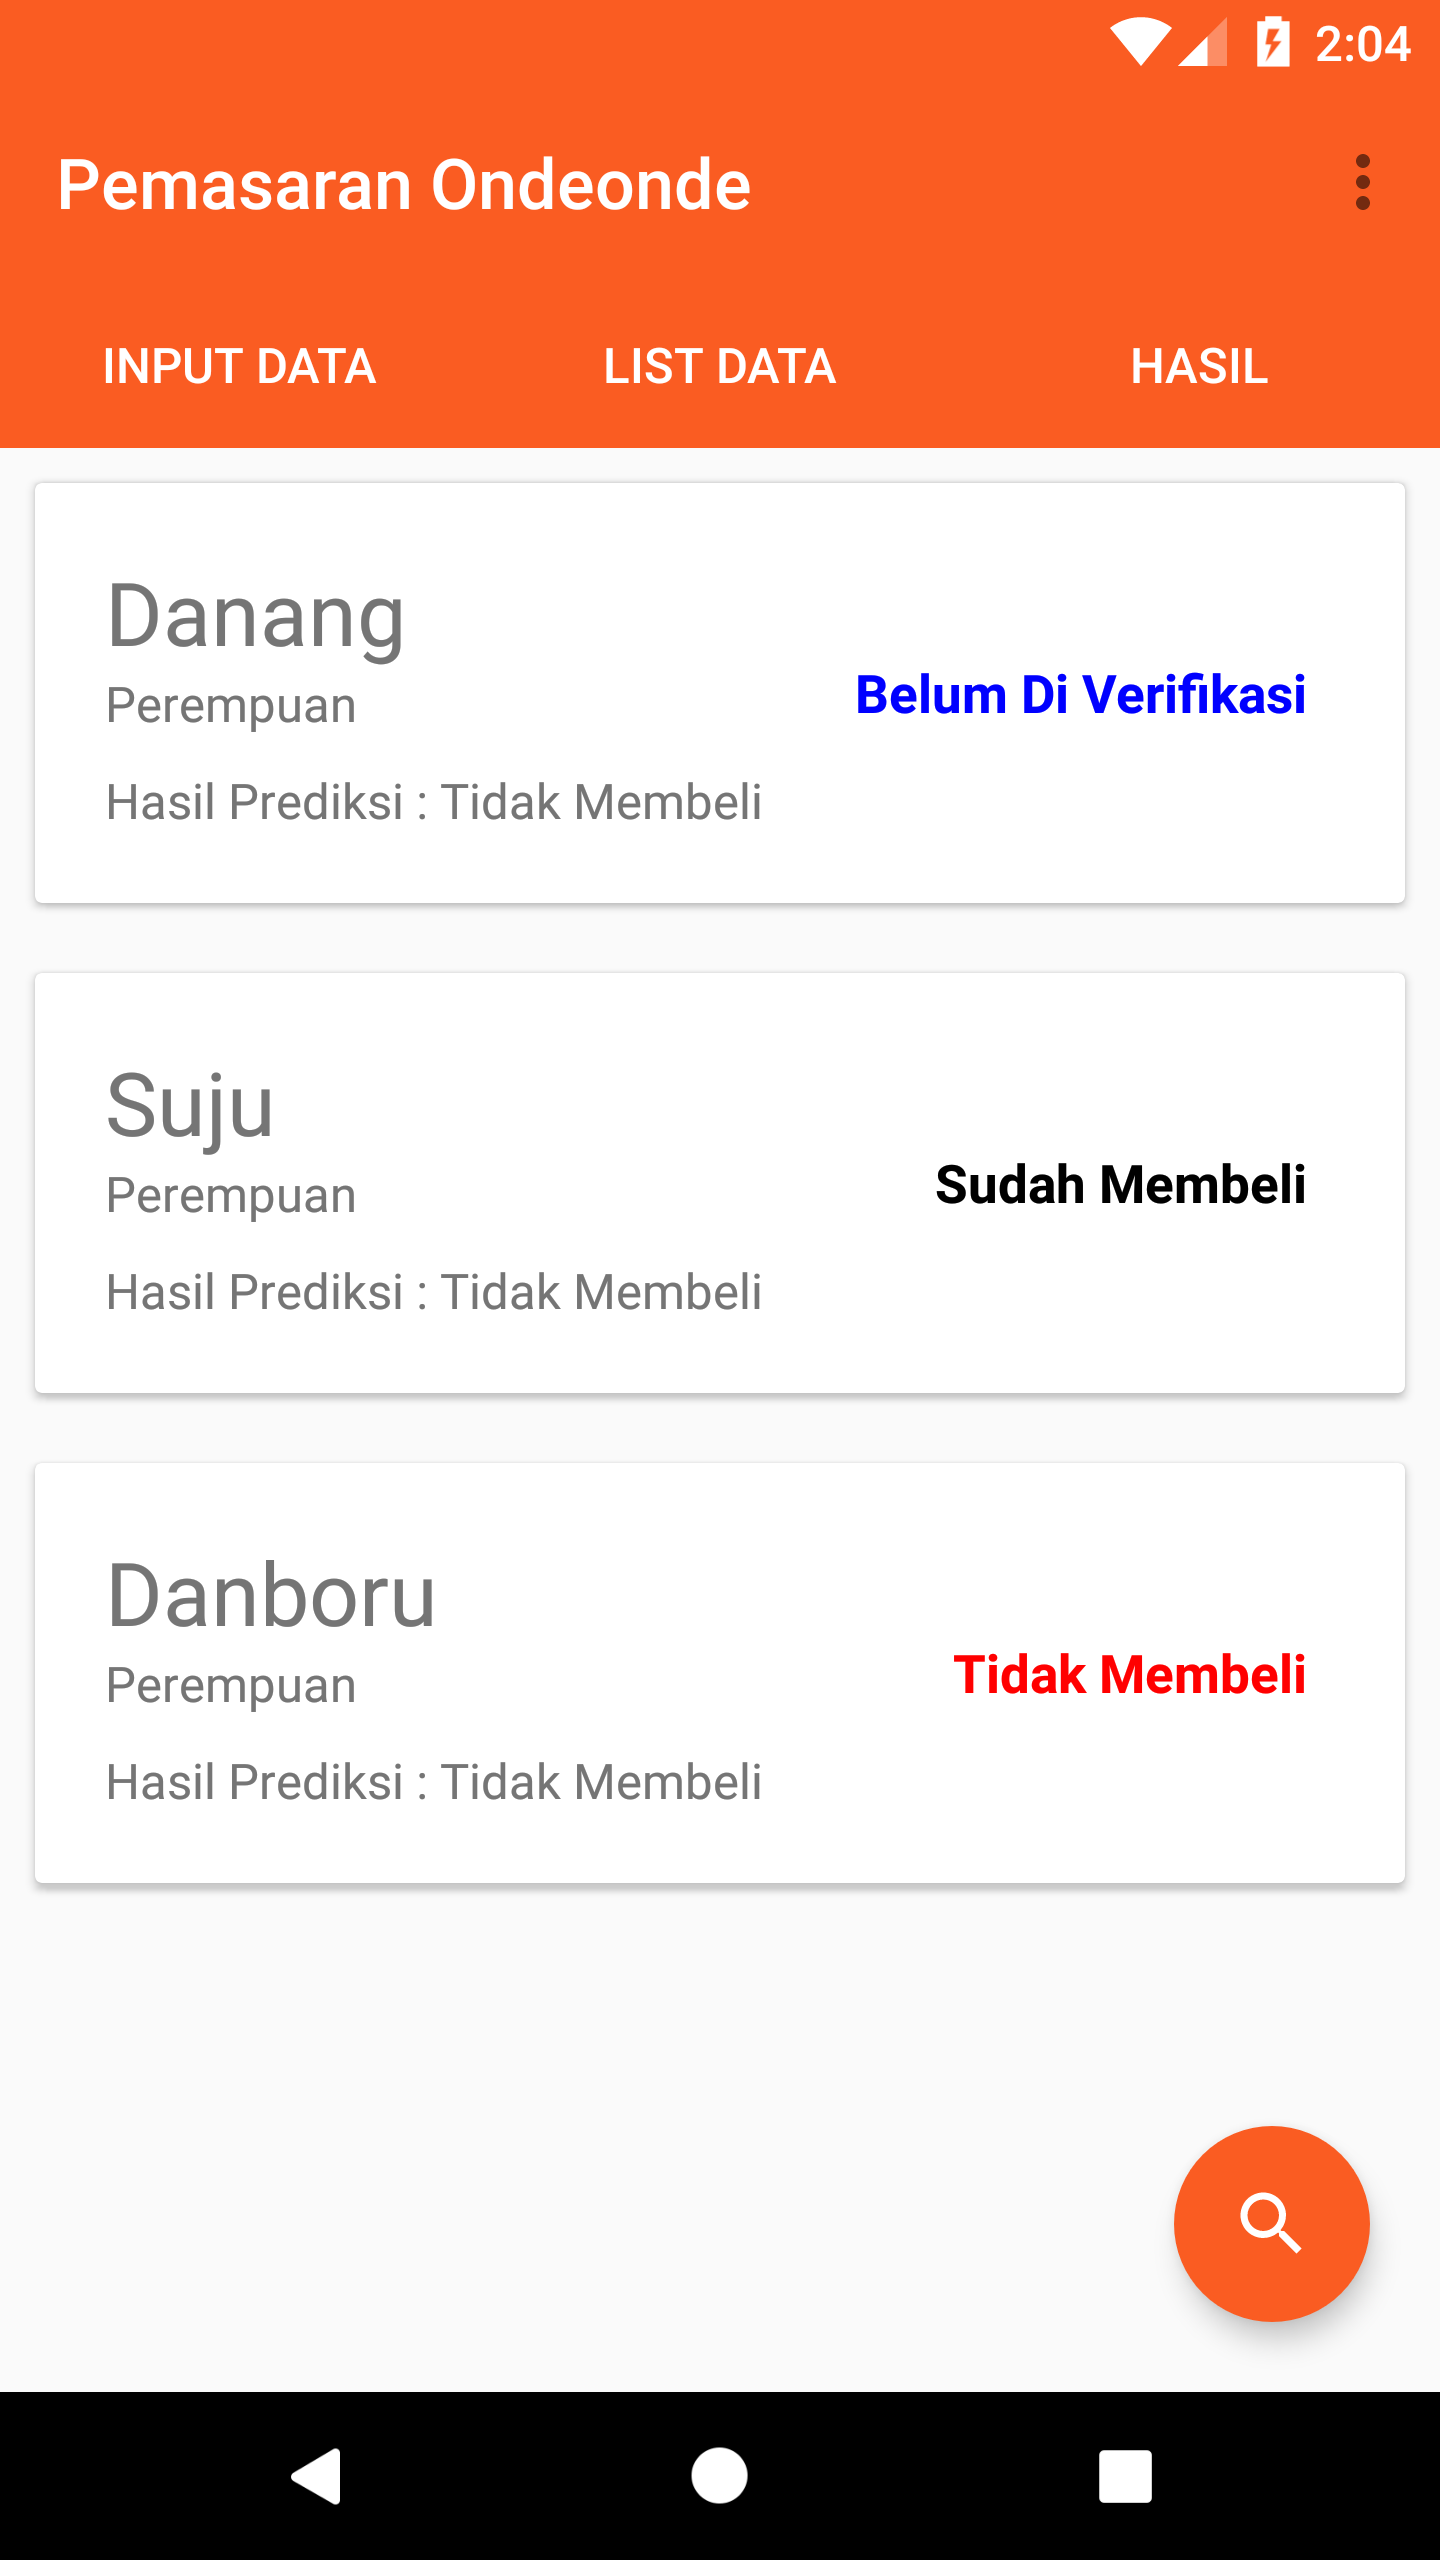 2:04
Pemasaran Ondeonde
INPUT DATA
LIST DATA
HASIL
Danang
Perempuan
Belum Di Verifikasi
Hasil Prediksi : Tidak Membeli
Suju
Perempuan
Sudah Membeli
Hasil Prediksi : Tidak Membeli
Danboru
Perempuan
Tidak Membeli
Hasil Prediksi : Tidak Membeli